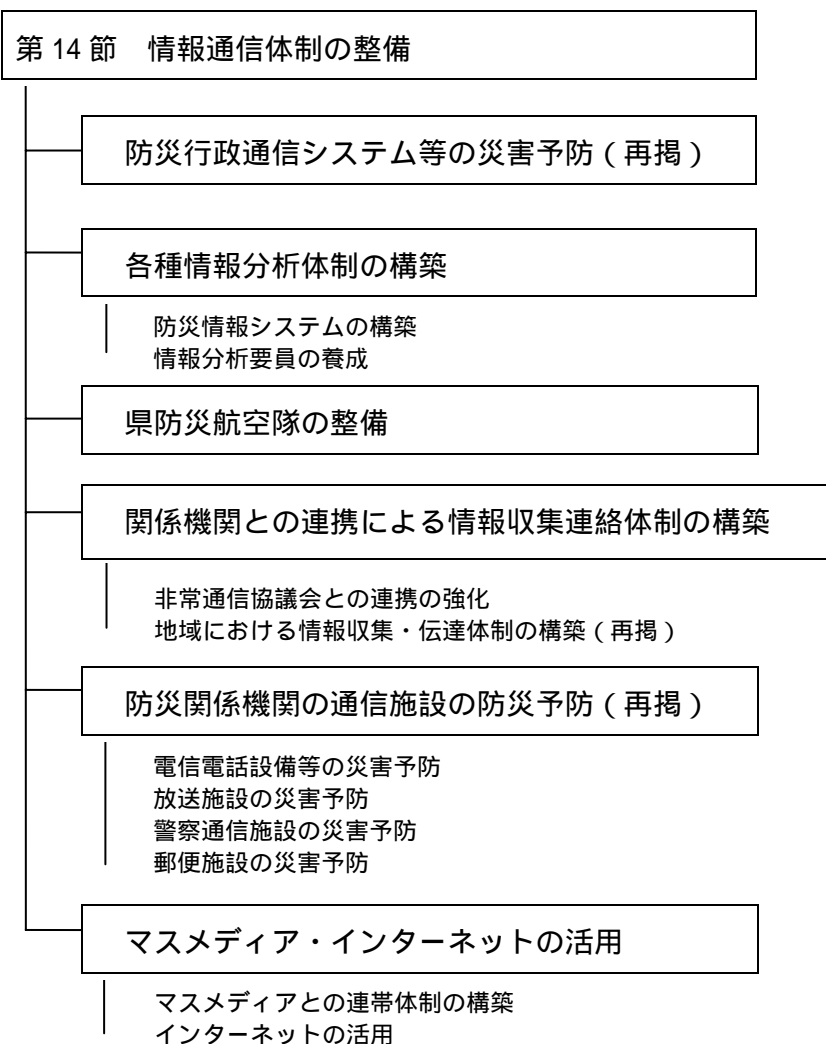 第 14 節　情報通信体制の整備
防災行政通信システム等の災害予防（再掲）
各種情報分析体制の構築
防災情報システムの構築
情報分析要員の養成
県防災航空隊の整備
関係機関との連携による情報収集連絡体制の構築
非常通信協議会との連携の強化
地域における情報収集・伝達体制の構築（再掲）
防災関係機関の通信施設の防災予防（再掲）
電信電話設備等の災害予防
放送施設の災害予防
警察通信施設の災害予防
郵便施設の災害予防
マスメディア・インターネットの活用
マスメディアとの連帯体制の構築
インターネットの活用